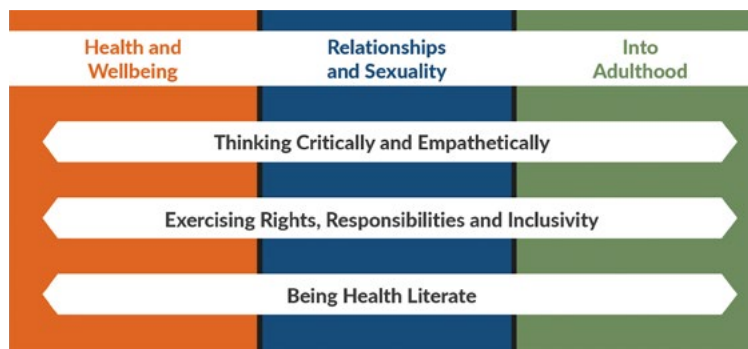 Health and
Wellbeing
Relationships
and Sexuality
Into
Adulthood
Thinking Critically and Empathetically
Exercising Rights, Responsibilities and Inclusivity
Being Health Literate